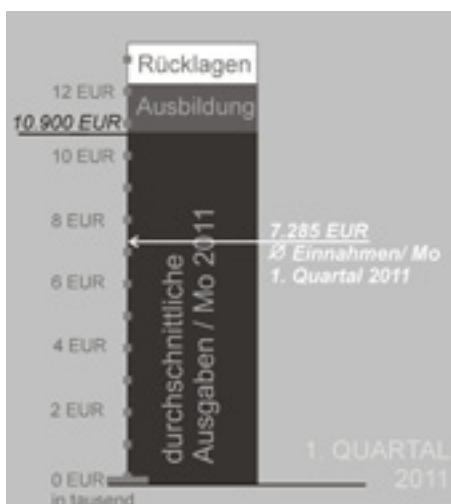 Rücklagen
12 EUR
Ausbildung
10.900 EUR
10 EUR
8 EUR
7.285 EUR
Ø Einnahmen/ Mo
1. Quartal 2011
6 EUR
4 EUR
2 EUR
durchschnittliche
Ausgaben / Mo 2011
1. QUARTAL
2011
0 EUR
in tausend